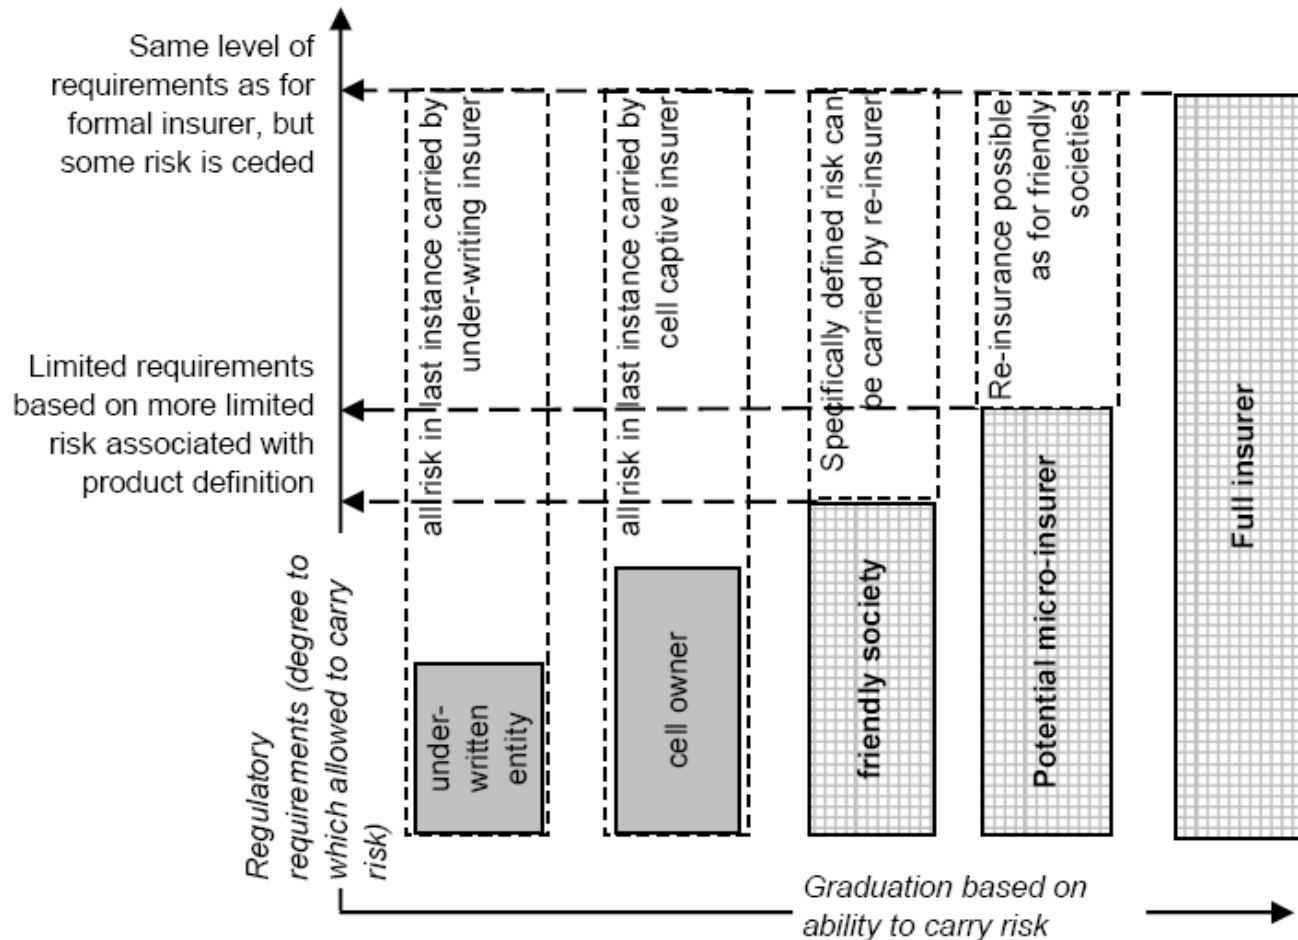 Same level of
requirements as for
formal insurer, but
some risk is ceded
Limited requirements
based on more limited
risk associated with
product definition
Regulatory
requirements (degree to
which allowed to carry
risk)
all risk in last instance carried by
under-writing insurer
under-
written
entity
all risk in last instance carried by
cell captive insurer
cell owner
Specifically defined risk can
be carried by re-insurer
friendly society
Re-insurance possible
as for friendly
societies
Potential micro-insurer
Full insurer
Graduation based on
ability to carry risk